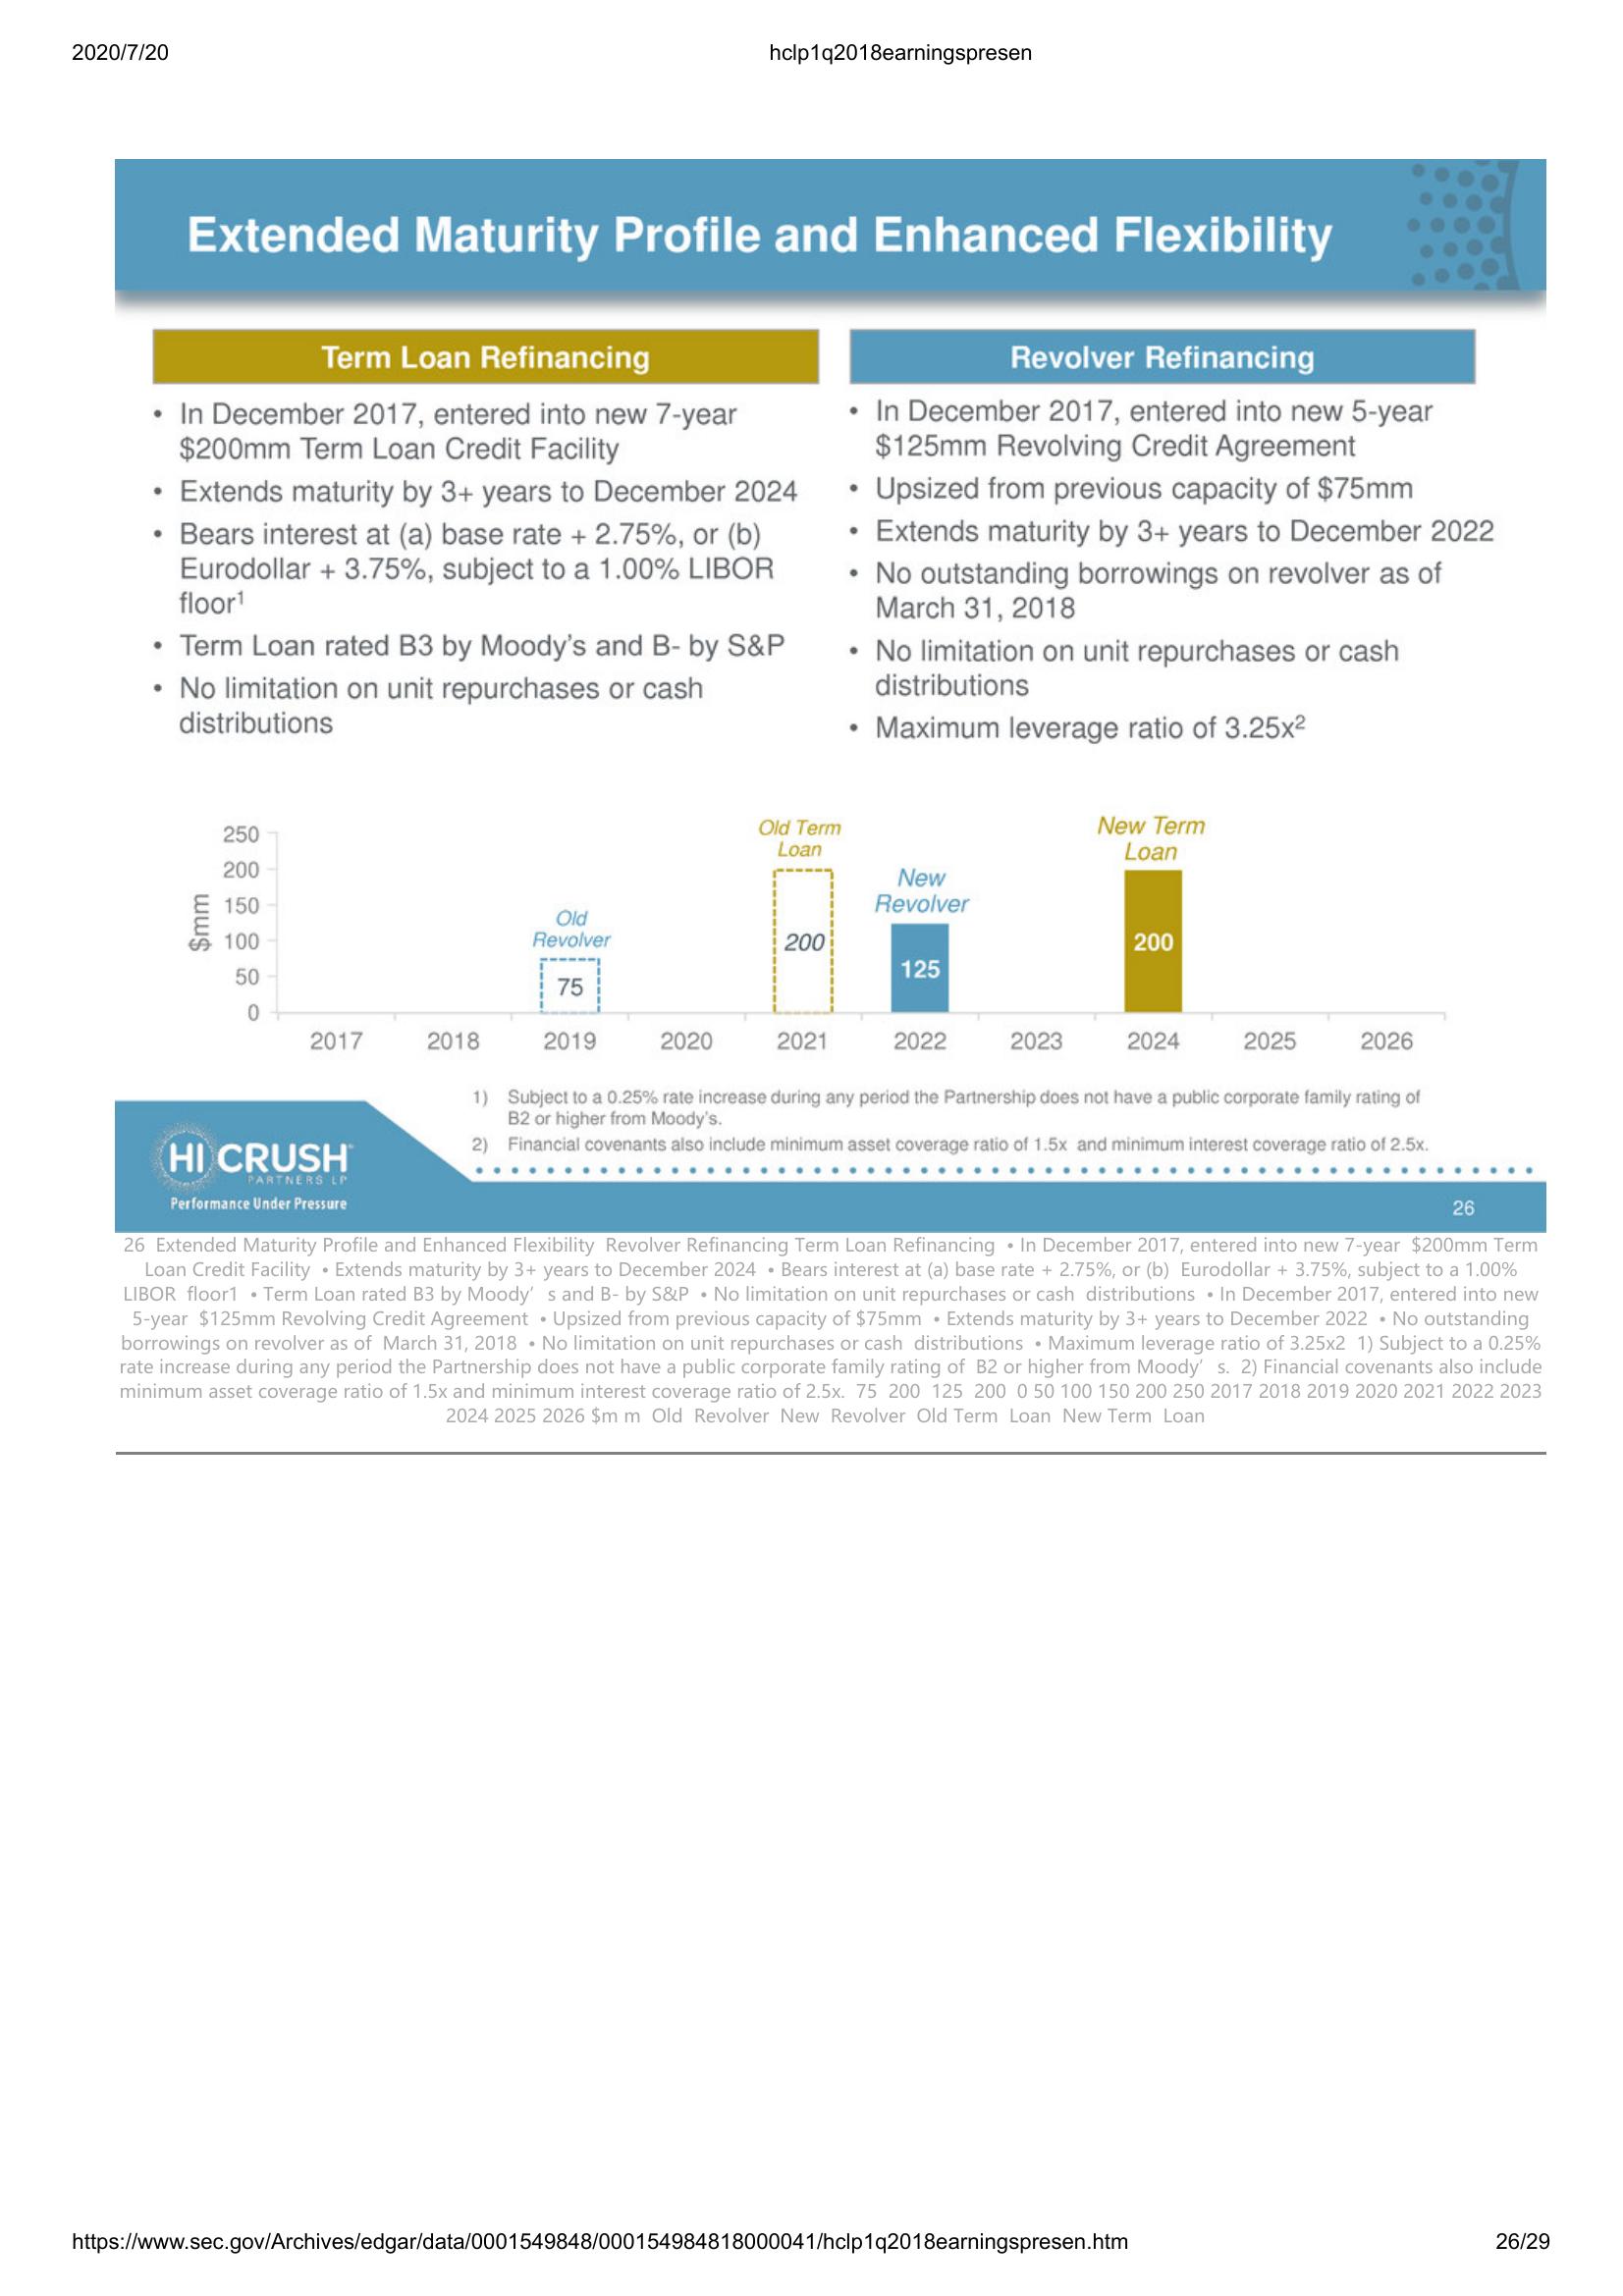 2020/7/20
hclp1q2018earningspresen
Extended Maturity Profile and Enhanced Flexibility
Term Loan Refinancing
• In December 2017, entered into new 7-year
$200mm Term Loan Credit Facility
• Extends maturity by 3+ years to December 2024
• Bears interest at (a) base rate + 2.75%, or (b)
Eurodollar + 3.75%, subject to a 1.00% LIBOR
floor1
• Term Loan rated B3 by Moody's and B- by S&P
• No limitation on unit repurchases or cash
distributions
Revolver Refinancing
• In December 2017, entered into new 5-year
$125mm Revolving Credit Agreement
• Upsized from previous capacity of $75mm
• Extends maturity by 3+ years to December 2022
• No outstanding borrowings on revolver as of
March 31, 2018
• No limitation on unit repurchases or cash
distributions
• Maximum leverage ratio of 3.25x2
$mm
250
200
150
100
50
0
Old
Revolver
75
Old Term
Loan
200
New
Revolver
125
New Term
Loan
200
2017 2018 2019 2020 2021 2022 2023 2024 2025 2026
1) Subject to a 0.25% rate increase during any period the Partnership does not have a public corporate family rating of
B2 or higher from Moody's.
2) Financial covenants also include minimum asset coverage ratio of 1.5x and minimum interest coverage ratio of 2.5x.
HI CRUSH
PARTNERS LP
Performance Under Pressure
26
26 Extended Maturity Profile and Enhanced Flexibility Revolver Refinancing Term Loan Refinancing • In December 2017, entered into new 7-year $200mm Term
Loan Credit Facility • Extends maturity by 3+ years to December 2024 • Bears interest at (a) base rate + 2.75%, or (b) Eurodollar + 3.75%, subject to a 1.00%
LIBOR floor1 • Term Loan rated B3 by Moody' s and B- by S&P • No limitation on unit repurchases or cash distributions • In December 2017, entered into new
5-year $125mm Revolving Credit Agreement • Upsized from previous capacity of $75mm • Extends maturity by 3+ years to December 2022 • No outstanding
borrowings on revolver as of March 31, 2018 • No limitation on unit repurchases or cash distributions • Maximum leverage ratio of 3.25x2 1) Subject to a 0.25%
rate increase during any period the Partnership does not have a public corporate family rating of B2 or higher from Moody' s. 2) Financial covenants also include
minimum asset coverage ratio of 1.5x and minimum interest coverage ratio of 2.5x. 75 200 125 200 0 50 100 150 200 250 2017 2018 2019 2020 2021 2022 2023
2024 2025 2026 $m m Old Revolver New Revolver Old Term Loan New Term Loan
https://www.sec.gov/Archives/edgar/data/0001549848/000154984818000041/hclp1q2018earningspresen.htm
26/29